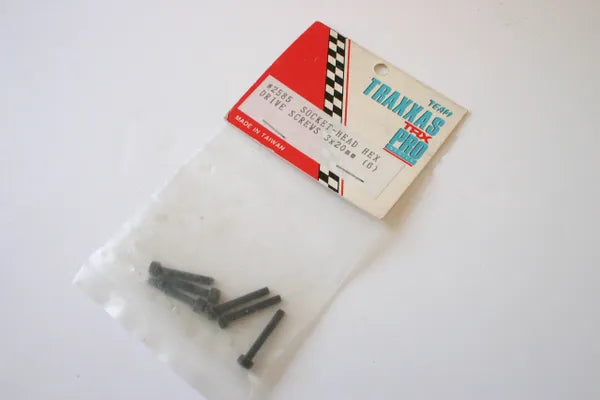 #2585 SOCKET-HEAD HEX
DRIVE SCREWS 3x20mm (6)
MADE IN TAIWAN
TEAM
TRAXXAS
TRX
PRO